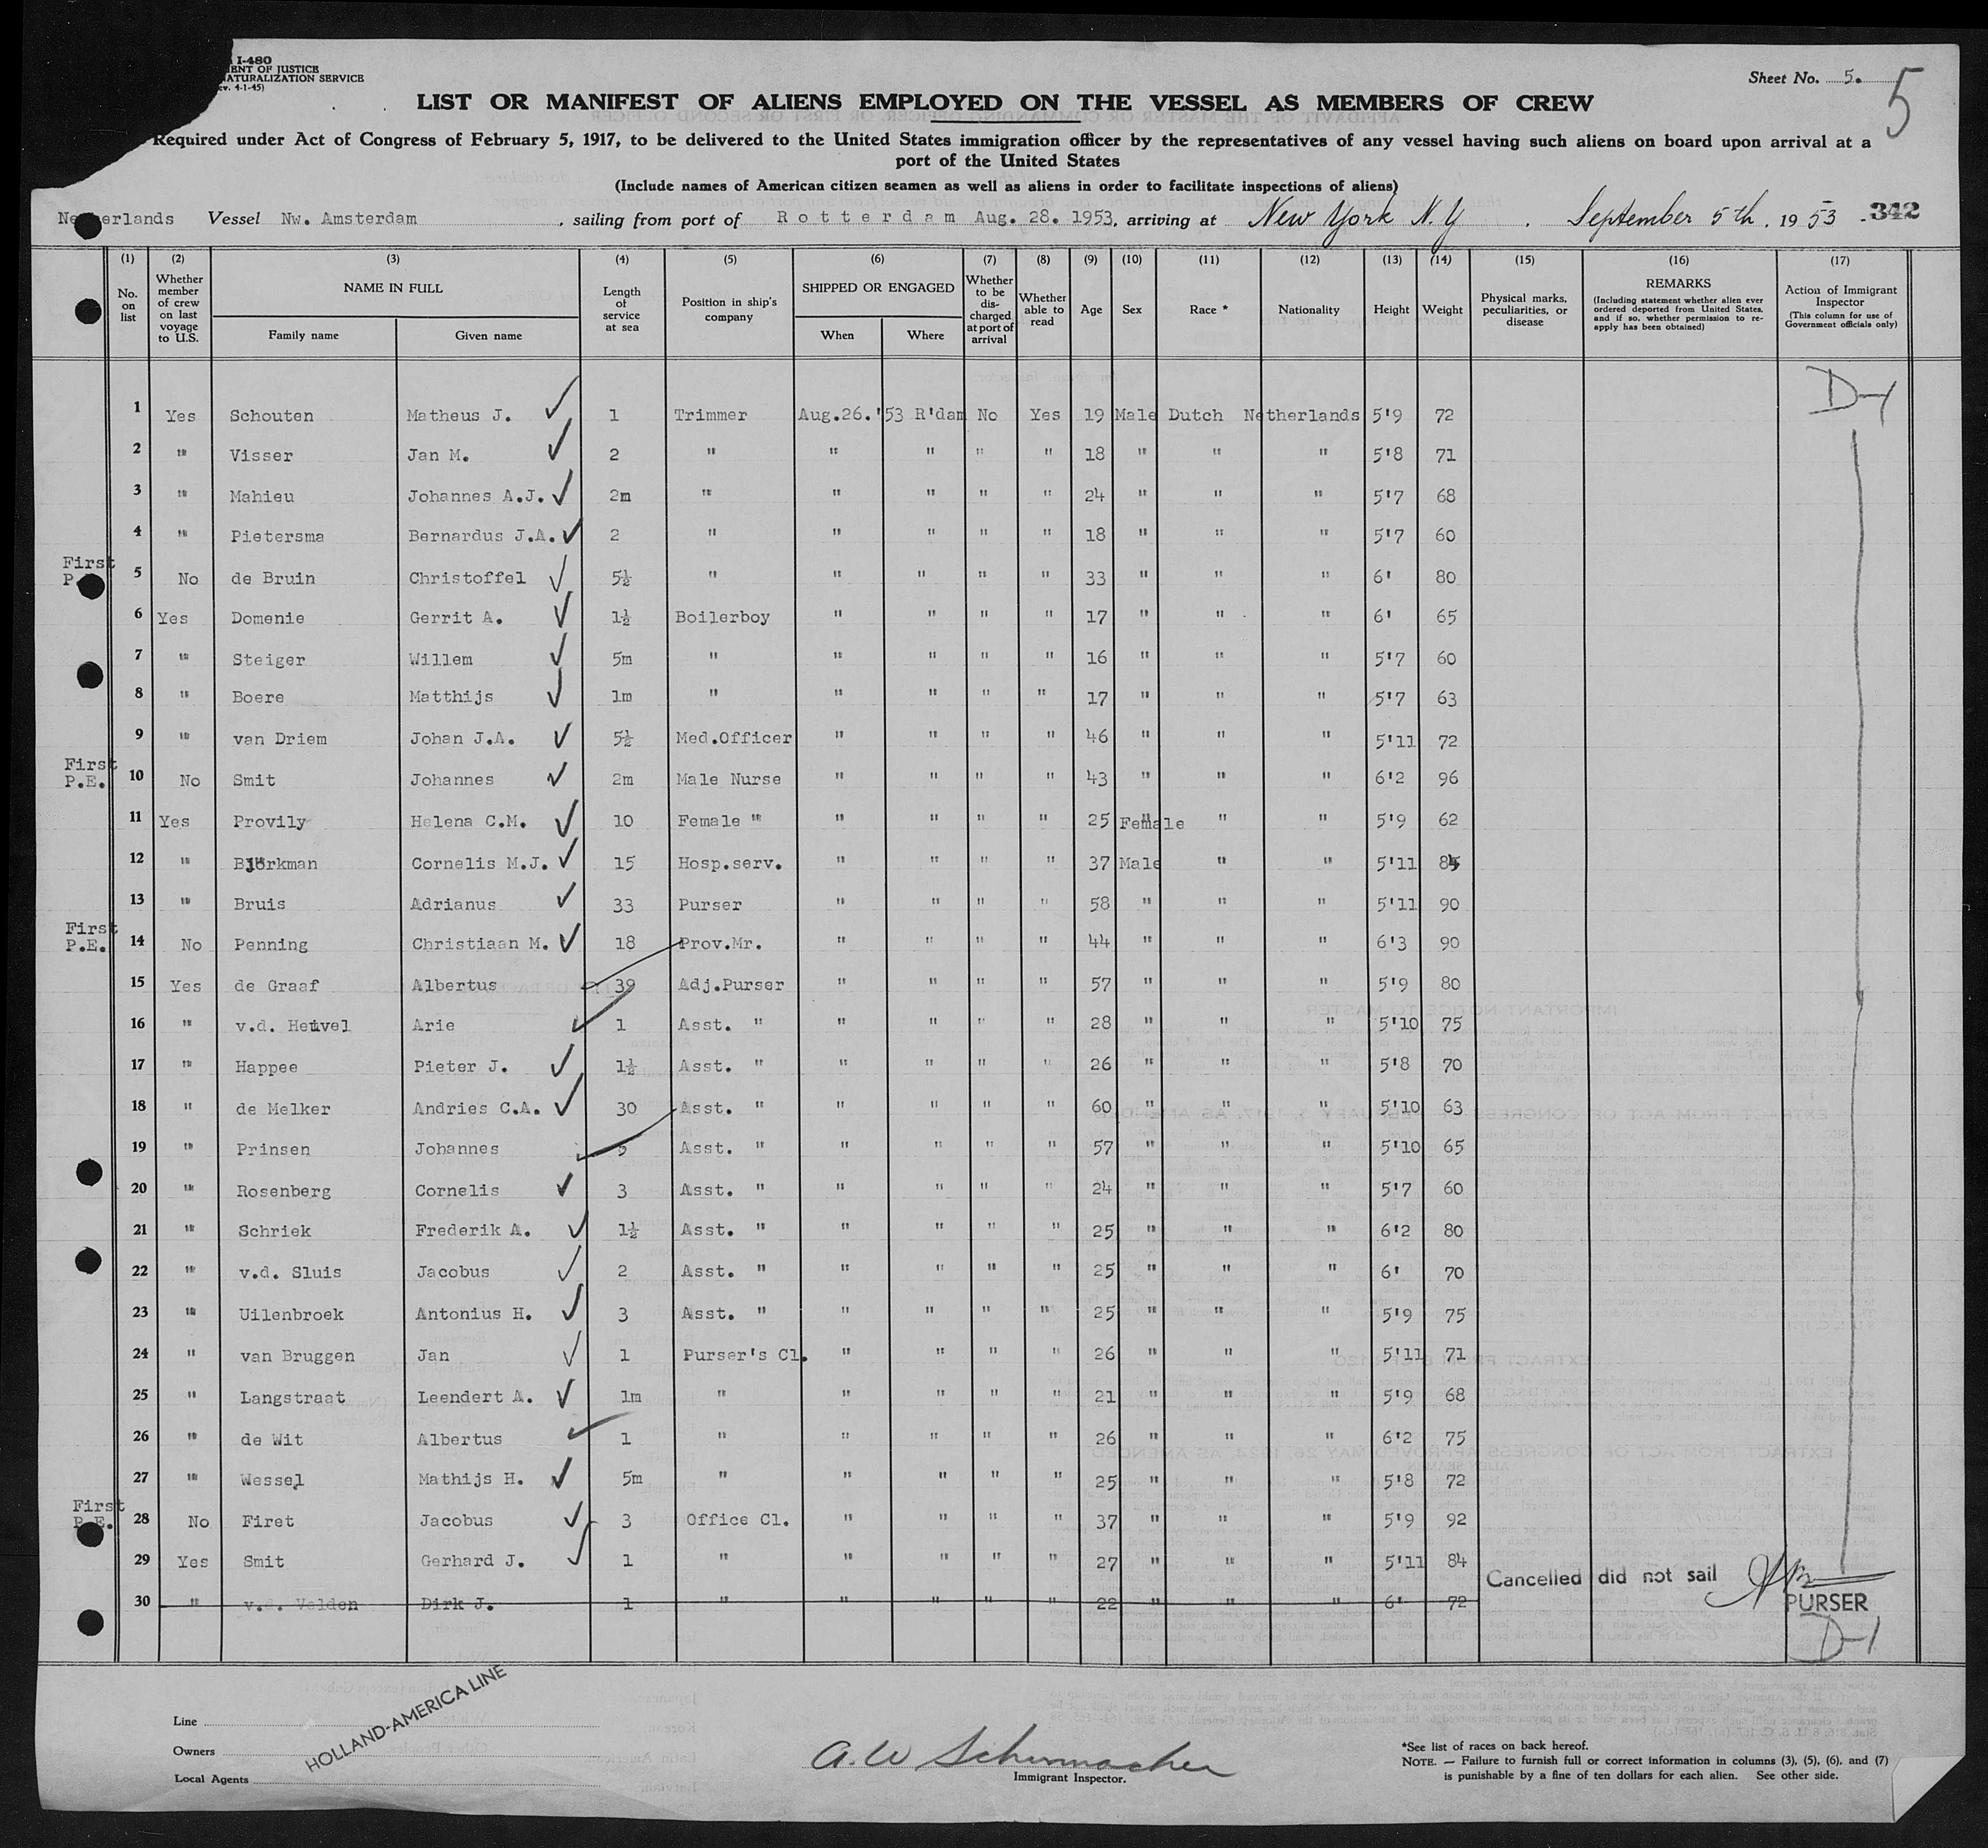 I-480
ENT OF JUSTICE
NATURALIZATION SERVICE
ev. 4-1-45)
Sheet No. 5. 5
LIST OR MANIFEST OF ALIENS EMPLOYED ON THE VESSEL AS MEMBERS OF CREW
Required under Act of Congress of February 5, 1917, to be delivered to the United States immigration officer by the representatives of any vessel having such aliens on board upon arrival at a
port of the United States
(Include names of American citizen seamen as well as aliens in order to facilitate inspections of aliens)
Netherlands Vessel Nw. Amsterdam, sailing from port of Rotterdam Aug. 28. 1953, arriving at New York N.Y. September 5th, 1953 342
(1) (2) (3) (4) (5) (6) (7) (8) (9) (10) (11) (12) (13) (14) (15) (16) (17)
No. on list
Whether member of crew on last voyage to U.S.
NAME IN FULL
Family name Given name
Length of service at sea
Position in ship's company
SHIPPED OR ENGAGED
When Where
Whether to be discharged at port of arrival
Whether able to read
Age Sex Race * Nationality Height Weight
Physical marks, peculiarities, or disease
REMARKS
(Including statement whether alien ever ordered deported from United States, and if so, whether permission to re-apply has been obtained)
Action of Immigrant Inspector
(This column for use of Government officials only)
1 Yes Schouten Matheus J. 1 Trimmer Aug.26.'53 R'dam No Yes 19 Male Dutch Netherlands 5'9 72 D-1
2 " Visser Jan M. 2 " " " " " 18 " " " 5'8 71
3 " Mahieu Johannes A.J. 2m " " " " " 24 " " " 5'7 68
4 " Pietersma Bernardus J.A. 2 " " " " " 18 " " " 5'7 60
First P. 5 No de Bruin Christoffel 5½ " " " " " 33 " " " 6' 80
6 Yes Domenie Gerrit A. 1½ Boilerboy " " " " 17 " " " 6' 65
7 " Steiger Willem 5m " " " " " 16 " " " 5'7 60
8 " Boere Matthijs 1m " " " " " 17 " " " 5'7 63
9 " van Driem Johan J.A. 5½ Med.Officer " " " " 46 " " " 5'11 72
First P.E. 10 No Smit Johannes 2m Male Nurse " " " " 43 " " " 6'2 96
11 Yes Provily Helena C.M. 10 Female " " " " " 25 Female " " 5'9 62
12 " Björkman Cornelis M.J. 15 Hosp.serv. " " " " 37 Male " " 5'11
13 " Bruis Adrianus 33 Purser " " " " 58 " " " 5'11 90
First P.E. 14 No Penning Christiaan M. 18 Prov.Mr. " " " " 44 " " " 6'3 90
15 Yes de Graaf Albertus 39 Adj.Purser " " " " 57 " " " 5'9 80
16 " v.d. Heuvel Arie 1 Asst. " " " " " 28 " " " 5'10 75
17 " Happee Pieter J. 1½ Asst. " " " " " 26 " " " 5'8 70
18 " de Melker Andries C.A. 30 Asst. " " " " " 60 " " " 5'10 63
19 " Prinsen Johannes 5 Asst. " " " " " 57 " " " 5'10 65
20 " Rosenberg Cornelis 3 Asst. " " " " " 24 " " " 5'7 60
21 " Schriek Frederik A. 1½ Asst. " " " " " 25 " " " 6'2 80
22 " v.d. Sluis Jacobus 2 Asst. " " " " " 25 " " " 6' 70
23 " Uilenbroek Antonius H. 3 Asst. " " " " " 25 " " " 5'9 75
24 " van Bruggen Jan 1 Purser's Cl. " " " " 26 " " " 5'11 71
25 " Langstraat Leendert A. 1m " " " " " 21 " " " 5'9 68
26 " de Wit Albertus 1 " " " " " 26 " " " 6'2 75
27 " Wessel Mathijs H. 5m " " " " " 25 " " " 5'8 72
First P.E. 28 No Firet Jacobus 3 Office Cl. " " " " 37 " " " 5'9 92
29 Yes Smit Gerhard J. 1 " " " " " 27 " " " 5'11 84
Cancelled did not sail
30 " v.d. Velden Dirk J. 1 " " " " " 22 " " " 6' 72 PURSER
D-1
Line
Owners
Local Agents
HOLLAND-AMERICA LINE
A.W Schumacher
Immigrant Inspector.
*See list of races on back hereof.
NOTE. — Failure to furnish full or correct information in columns (3), (5), (6), and (7)
is punishable by a fine of ten dollars for each alien. See other side.